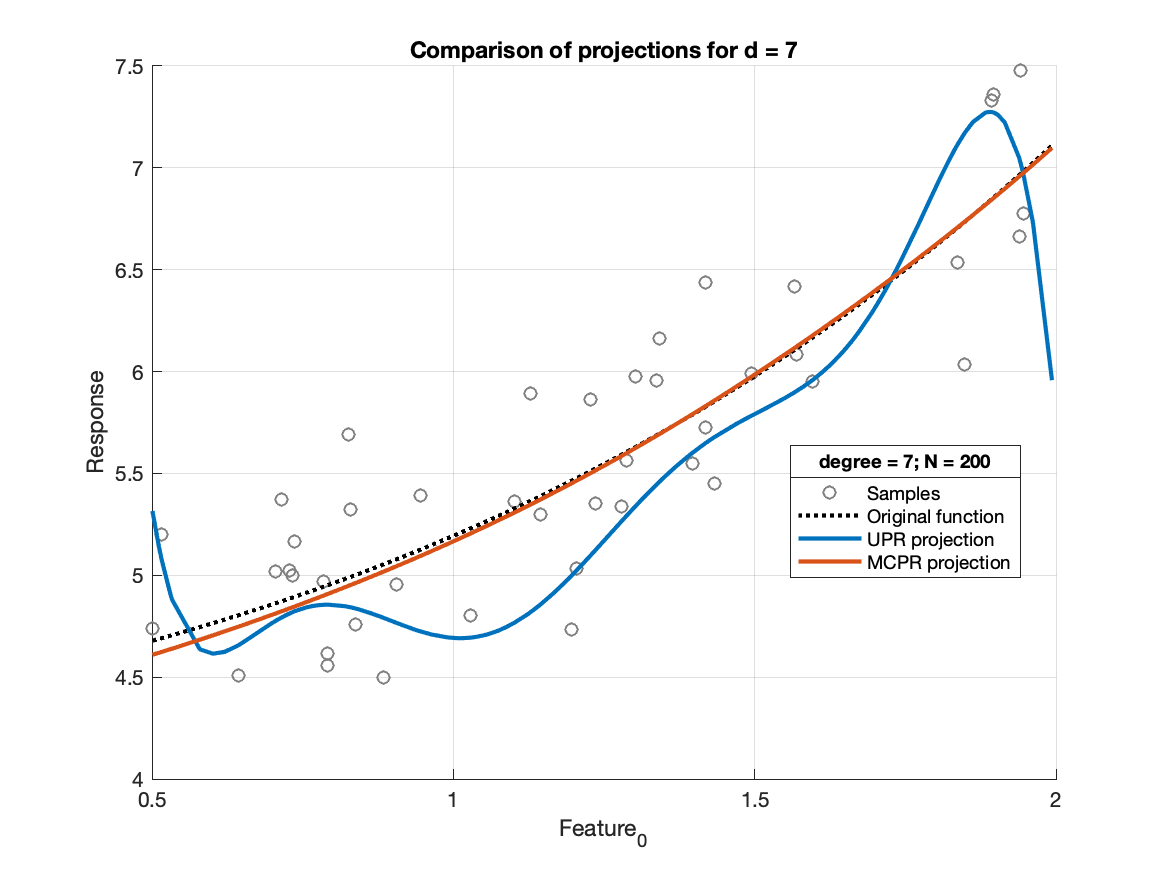 Comparison of projections for d = 7
7.5
7
6.5
6
5.5
5
4.5
4
Response
degree = 7; N = 200
Samples
Original function
UPR projection
MCPR projection
0.5
1
1.5
2
Feature0